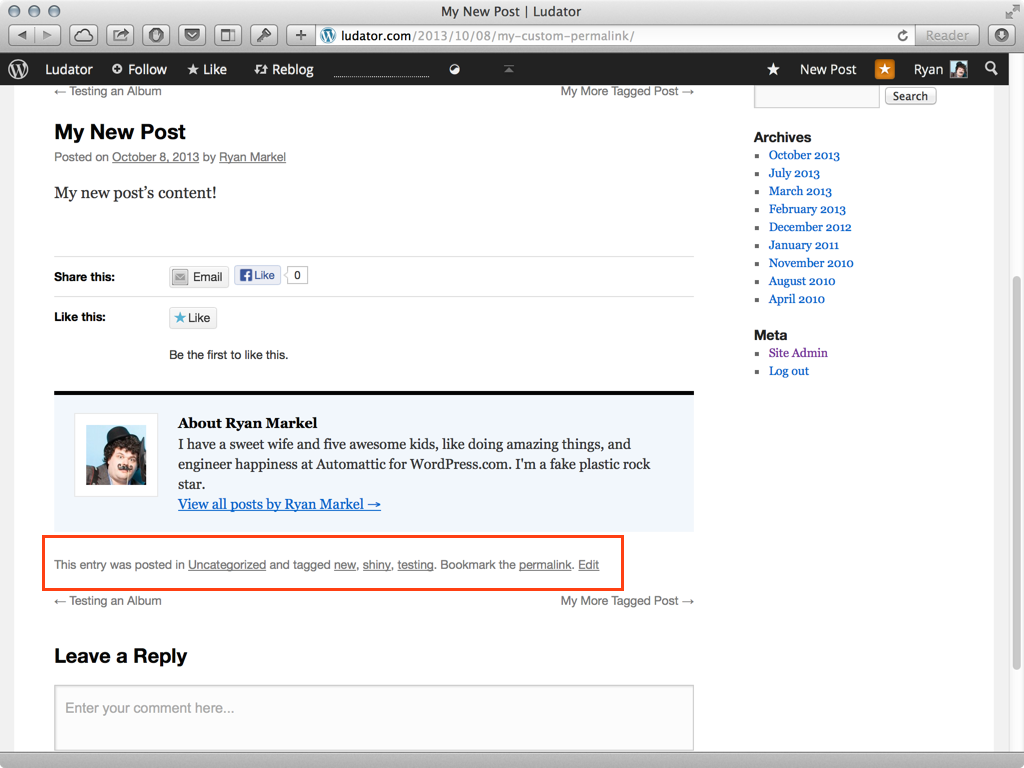 My New Post | Ludator
ludator.com/2013/10/08/my-custom-permalink/
Reader
Ludator Follow Like Reblog New Post Ryan
← Testing an Album My More Tagged Post →
My New Post
Posted on October 8, 2013 by Ryan Markel
My new post’s content!
Share this: Email Like 0
Like this: Like
Be the first to like this.
About Ryan Markel
I have a sweet wife and five awesome kids, like doing amazing things, and
engineer happiness at Automattic for WordPress.com. I'm a fake plastic rock
star.
View all posts by Ryan Markel →
This entry was posted in Uncategorized and tagged new, shiny, testing. Bookmark the permalink. Edit
← Testing an Album My More Tagged Post →
Leave a Reply
Enter your comment here...
Search
Archives
October 2013
July 2013
March 2013
February 2013
December 2012
January 2011
November 2010
August 2010
April 2010
Meta
Site Admin
Log out